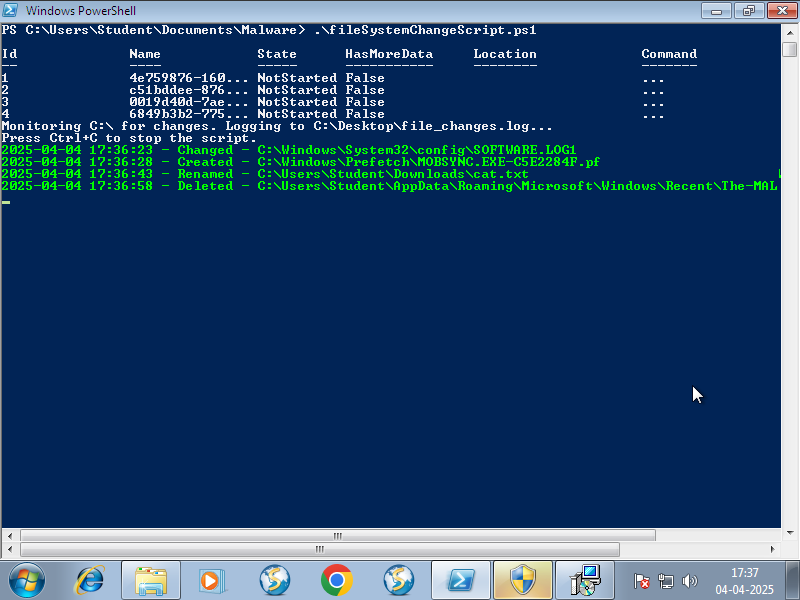 Windows PowerShell
PS C:\Users\Student\Documents\Malware> .\fileSystemChangeScript.ps1
Id Name State HasMoreData Location Command
-- ---- ----- ----------- -------- -------
1 4e759876-160... NotStarted False ...
2 c51bddee-876... NotStarted False ...
3 0019d40d-7ae... NotStarted False ...
4 6849b3b2-775... NotStarted False ...
Monitoring C:\ for changes. Logging to C:\Desktop\file_changes.log...
Press Ctrl+C to stop the script.
2025-04-04 17:36:23 - Changed - C:\Windows\System32\config\SOFTWARE.LOG1
2025-04-04 17:36:28 - Created - C:\Windows\Prefetch\MOBSYNC.EXE-C5E2284F.pf
2025-04-04 17:36:43 - Renamed - C:\Users\Student\Downloads\cat.txt
2025-04-04 17:36:58 - Deleted - C:\Users\Student\AppData\Roaming\Microsoft\Windows\Recent\The-MAL
17:37
04-04-2025